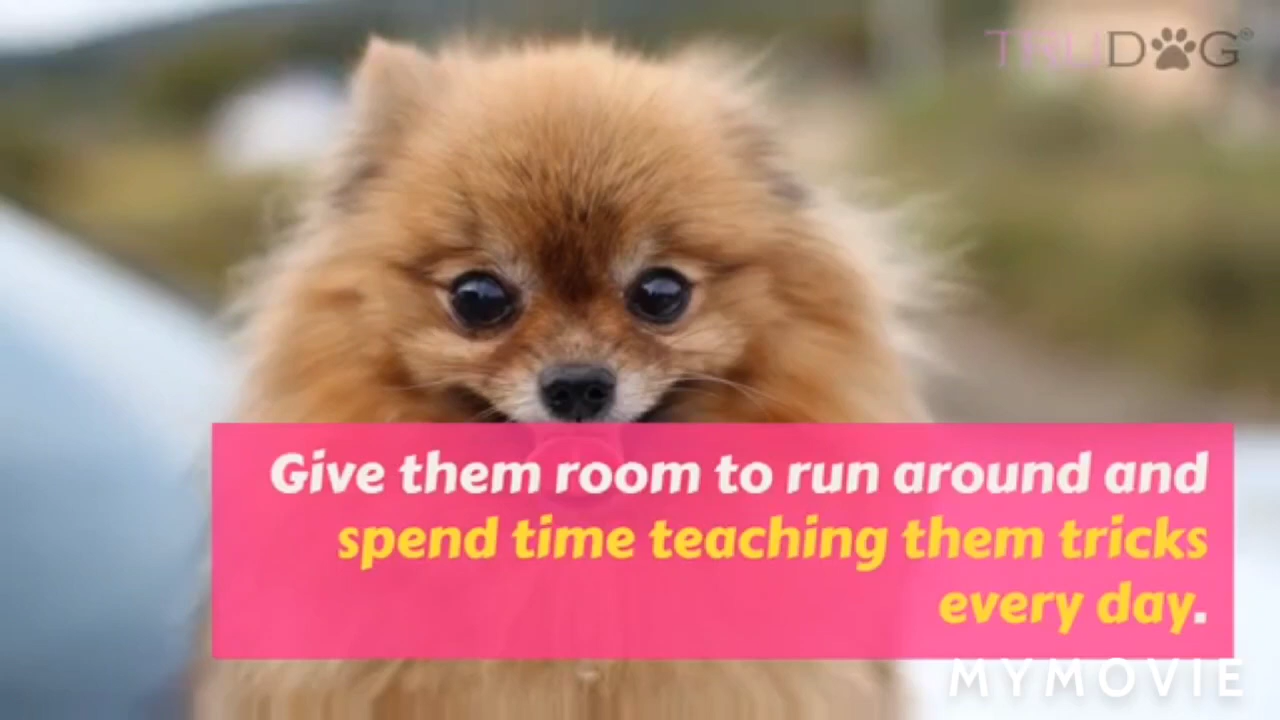 TRUDOG®
Give them room to run around and
spend time teaching them tricks
every day.
MYMOVIE